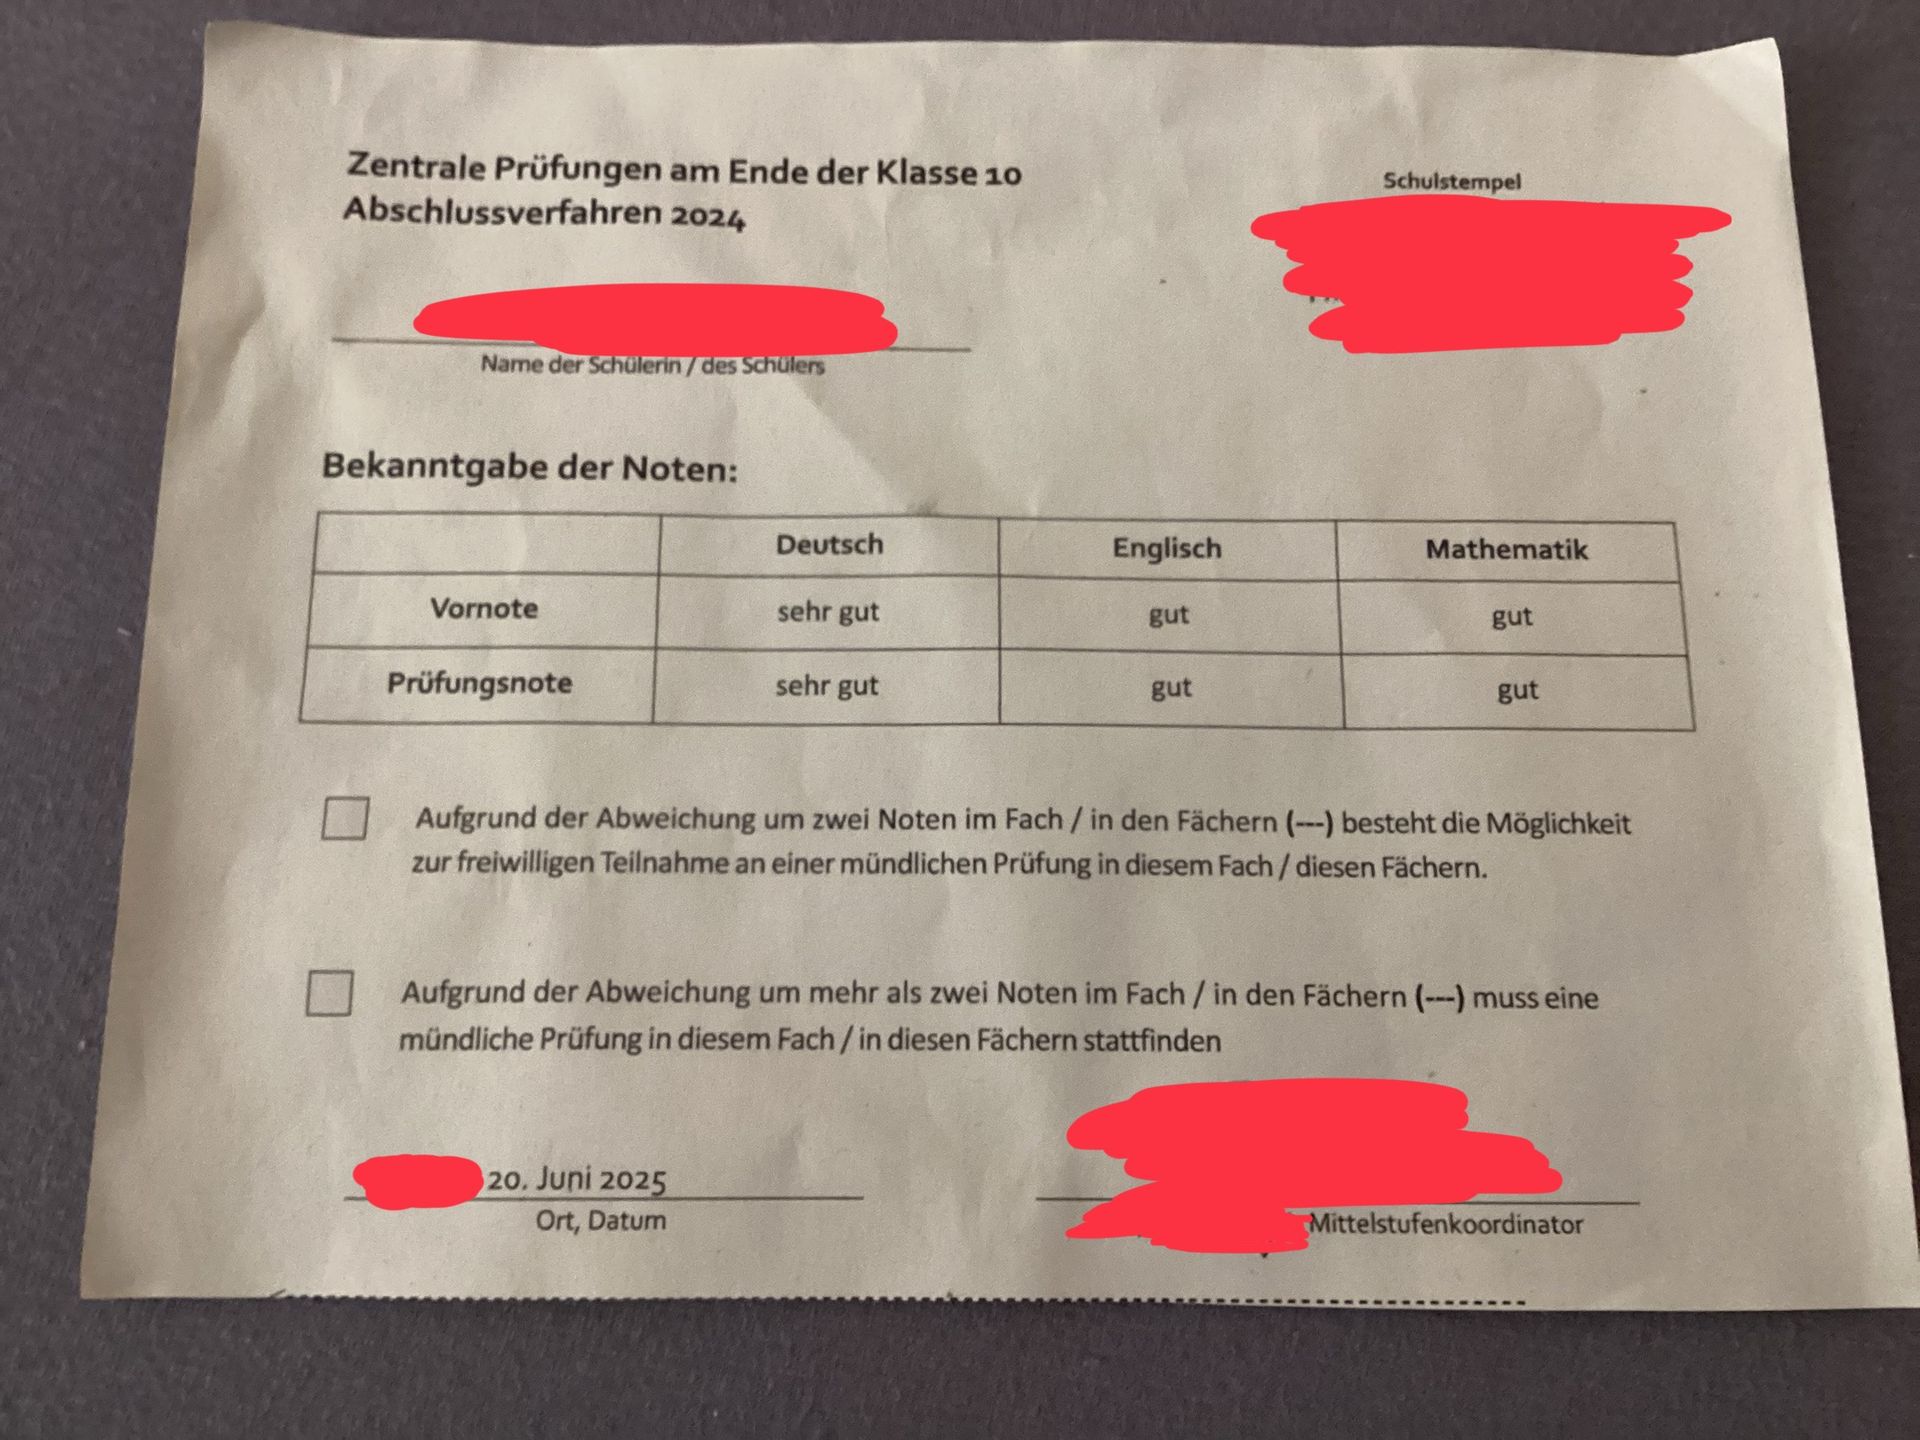 Zentrale Prüfungen am Ende der Klasse 10
Abschlussverfahren 2024
Schulstempel
Name der Schülerin / des Schülers
Bekanntgabe der Noten:
Deutsch Englisch Mathematik
Vornote sehr gut gut gut
Prüfungsnote sehr gut gut gut
Aufgrund der Abweichung um zwei Noten im Fach / in den Fächern (---) besteht die Möglichkeit
zur freiwilligen Teilnahme an einer mündlichen Prüfung in diesem Fach / diesen Fächern.
Aufgrund der Abweichung um mehr als zwei Noten im Fach / in den Fächern (---) muss eine
mündliche Prüfung in diesem Fach / in diesen Fächern stattfinden
20. Juni 2025
Ort, Datum
Mittelstufenkoordinator